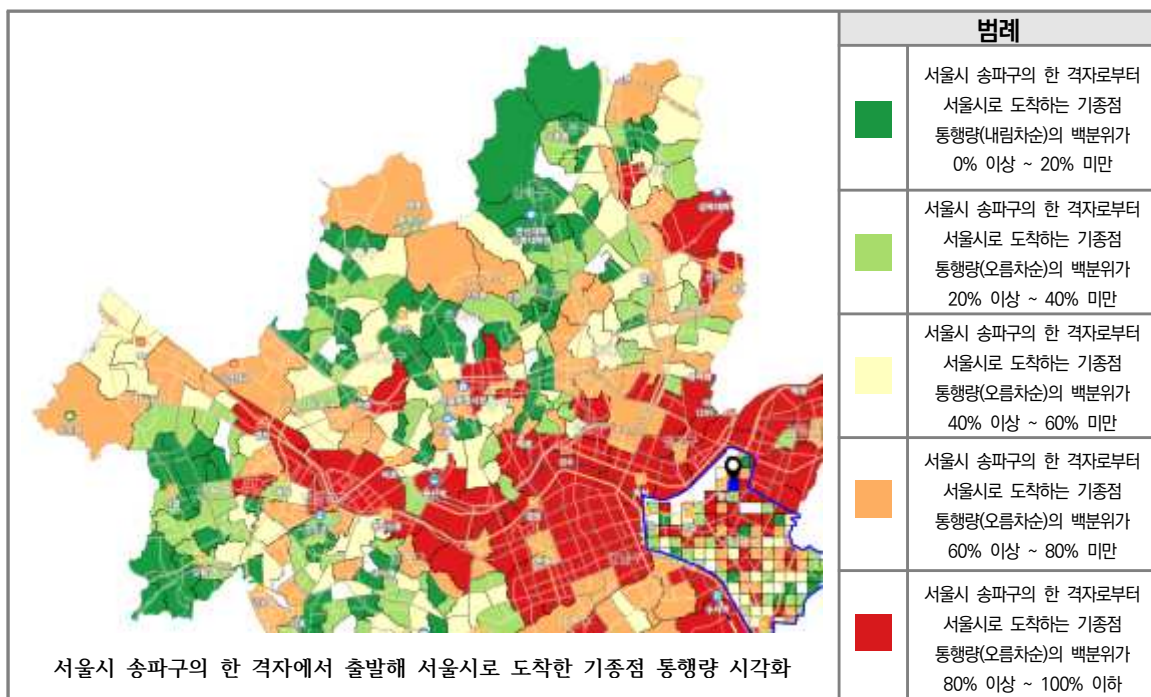 범례
서울시 송파구의 한 격자로부터
서울시로 도착하는 기종점
통행량(내림차순)의 백분위가
0% 이상 ~ 20% 미만
서울시 송파구의 한 격자로부터
서울시로 도착하는 기종점
통행량(오름차순)의 백분위가
20% 이상 ~ 40% 미만
서울시 송파구의 한 격자로부터
서울시로 도착하는 기종점
통행량(오름차순)의 백분위가
40% 이상 ~ 60% 미만
서울시 송파구의 한 격자로부터
서울시로 도착하는 기종점
통행량(오름차순)의 백분위가
60% 이상 ~ 80% 미만
서울시 송파구의 한 격자로부터
서울시로 도착하는 기종점
통행량(오름차순)의 백분위가
80% 이상 ~ 100% 이하
서울시 송파구의 한 격자에서 출발해 서울시로 도착한 기종점 통행량 시각화